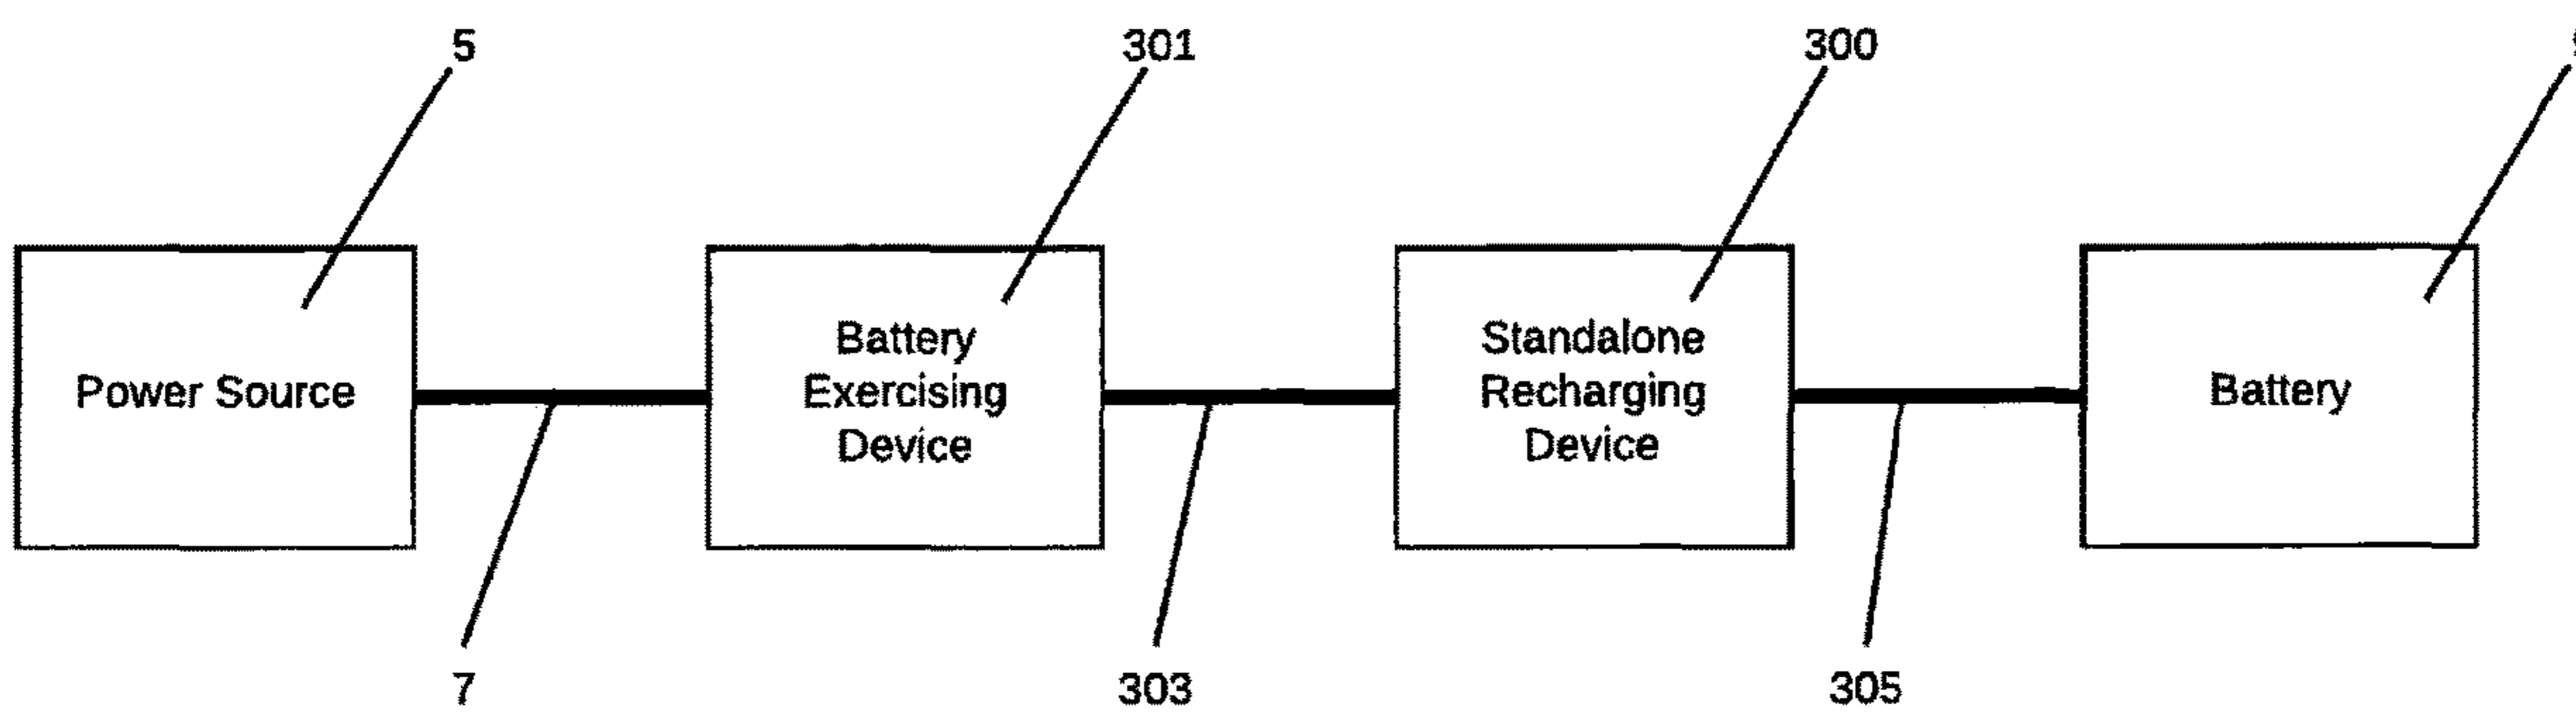 5
301
300
Power Source
Battery
Exercising
Device
Standalone
Recharging
Device
Battery
7
303
305